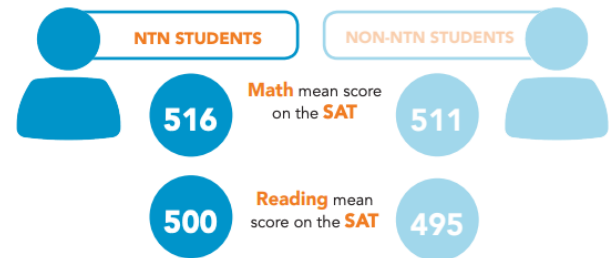 NTN STUDENTS
NON-NTN STUDENTS
516
Math mean score
on the SAT
511
500
Reading mean
score on the SAT
495